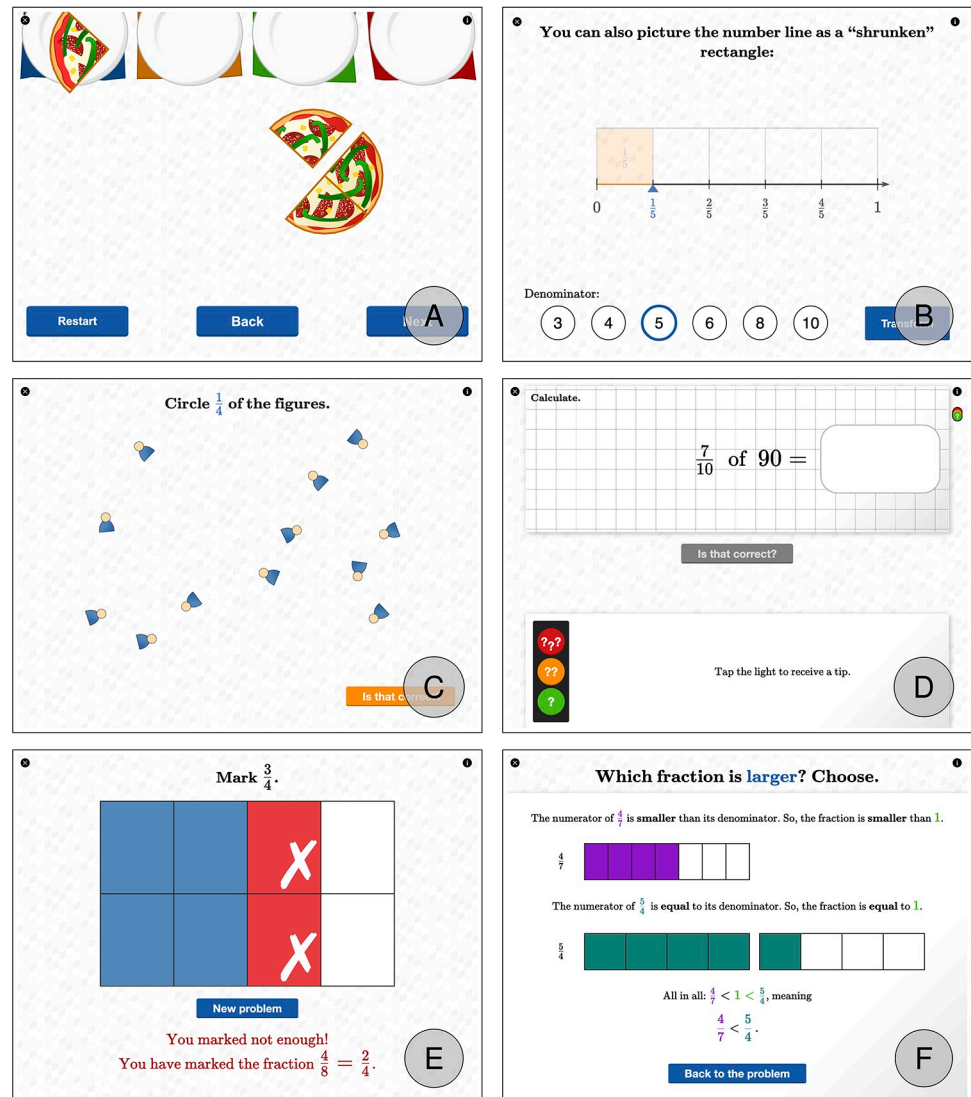 Restart
Back
Next
A
You can also picture the number line as a “shrunken”
rectangle:
1/5
0
1/5
2/5
3/5
4/5
1
Denominator:
3
4
5
6
8
10
B
Circle 1/4 of the figures.
Is that
C
Calculate.
7/10 of 90 =
?
Is that correct?
???
??
?
Tap the light to receive a tip.
D
Mark 3/4.
✗
✗
New problem
You marked not enough!
You have marked the fraction 4/8 = 2/4.
E
Which fraction is larger? Choose.
The numerator of 4/7 is smaller than its denominator. So, the fraction is smaller than 1.
4/7
The numerator of 5/4 is equal to its denominator. So, the fraction is equal to 1.
5/4
All in all: 4/7 < 1 < 5/4, meaning
4/7 < 5/4.
Back to the problem
F